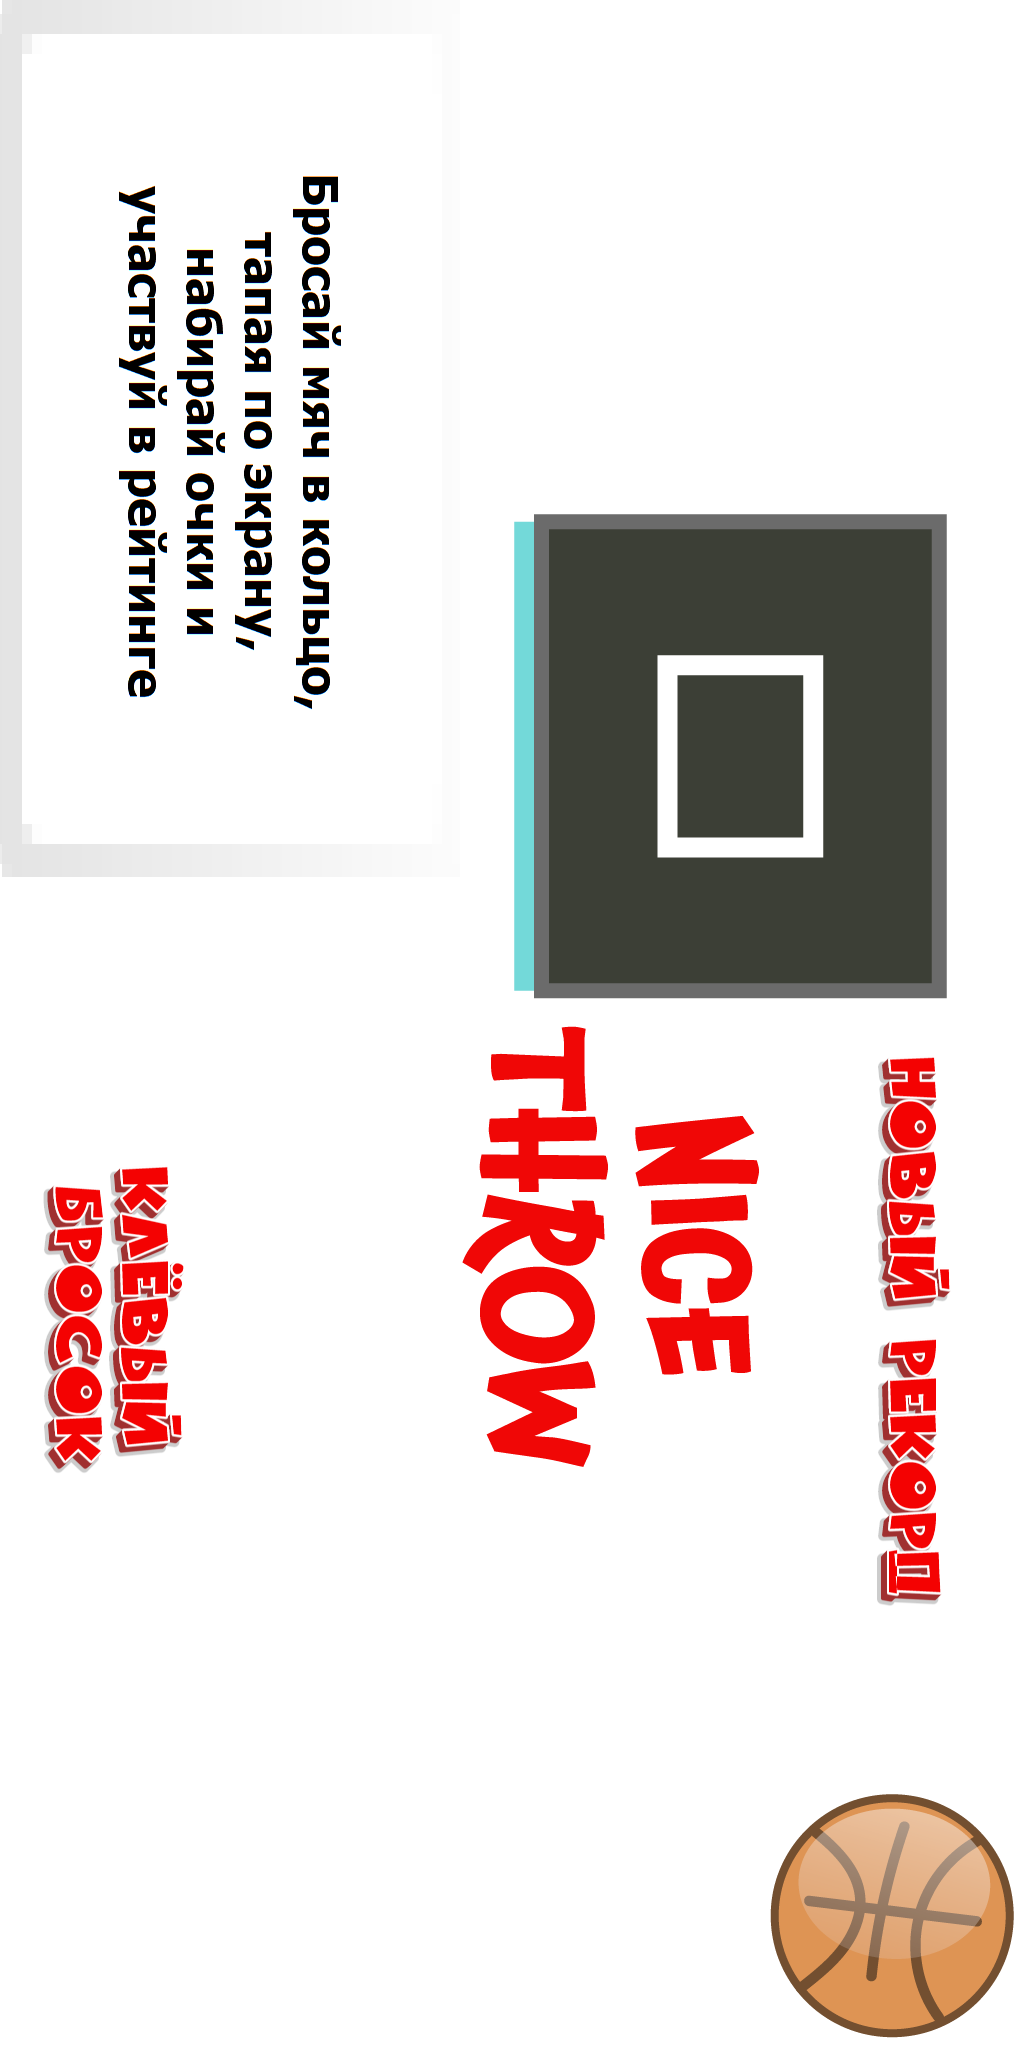 Бросай мяч в кольцо,
тапая по экрану,
набирай очки и
участвуй в рейтинге
НОВЫЙ РЕКОРД
NICE
THROW
КЛЁВЫЙ
БРОСОК